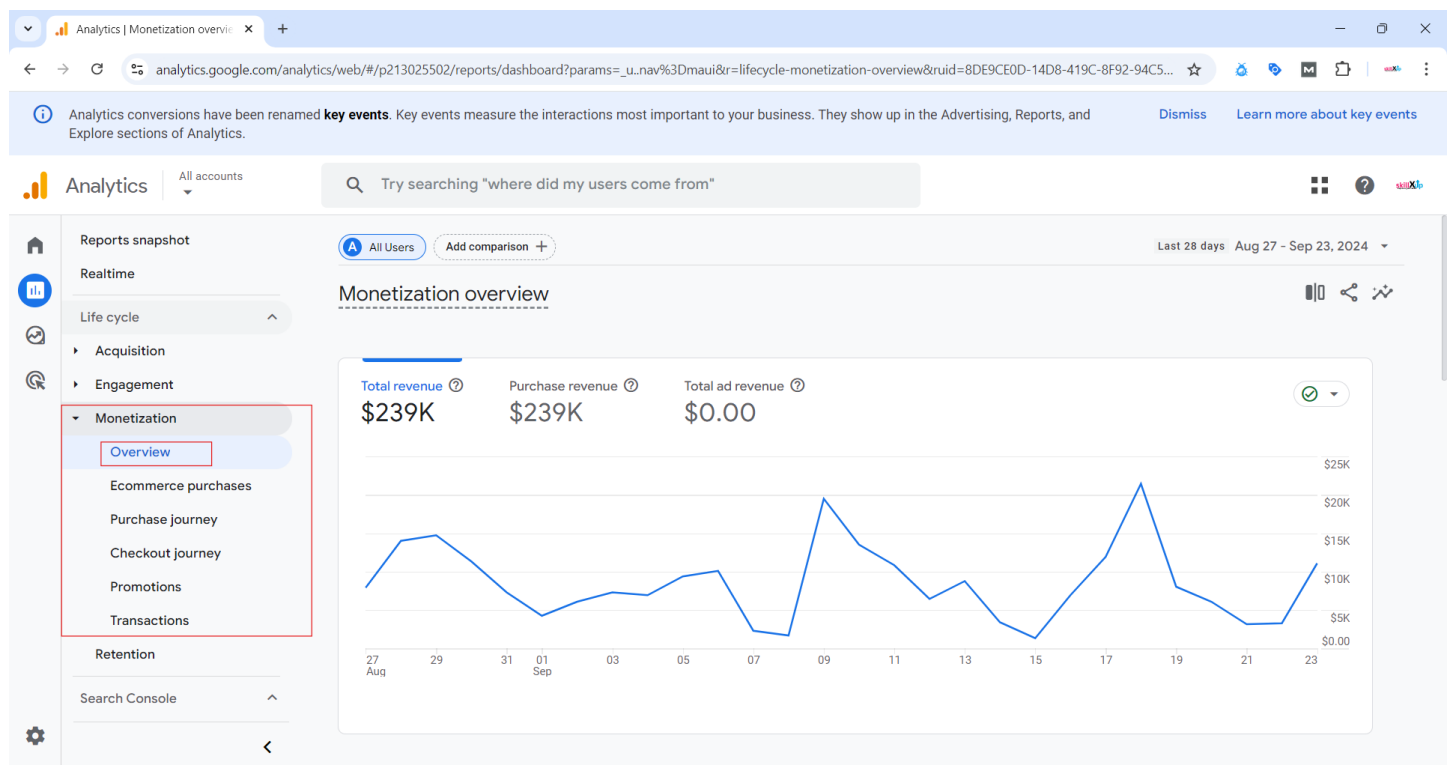 Analytics | Monetization overvie
analytics.google.com/analytics/web/#/p213025502/reports/dashboard?params=_u..nav%3Dmaui&r=lifecycle-monetization-overview&ruid=8DE9CE0D-14D8-419C-8F92-94C5...
Analytics conversions have been renamed key events. Key events measure the interactions most important to your business. They show up in the Advertising, Reports, and
Explore sections of Analytics.
Dismiss
Learn more about key events
Analytics
All accounts
Try searching "where did my users come from"
skillXUp
Reports snapshot
Realtime
Life cycle
Acquisition
Engagement
Monetization
Overview
Ecommerce purchases
Purchase journey
Checkout journey
Promotions
Transactions
Retention
Search Console
A All Users
Add comparison +
Last 28 days Aug 27 - Sep 23, 2024
Monetization overview
Total revenue
$239K
Purchase revenue
$239K
Total ad revenue
$0.00
$25K
$20K
$15K
$10K
$5K
$0.00
27 29 31 01 03 05 07 09 11 13 15 17 19 21 23
Aug Sep